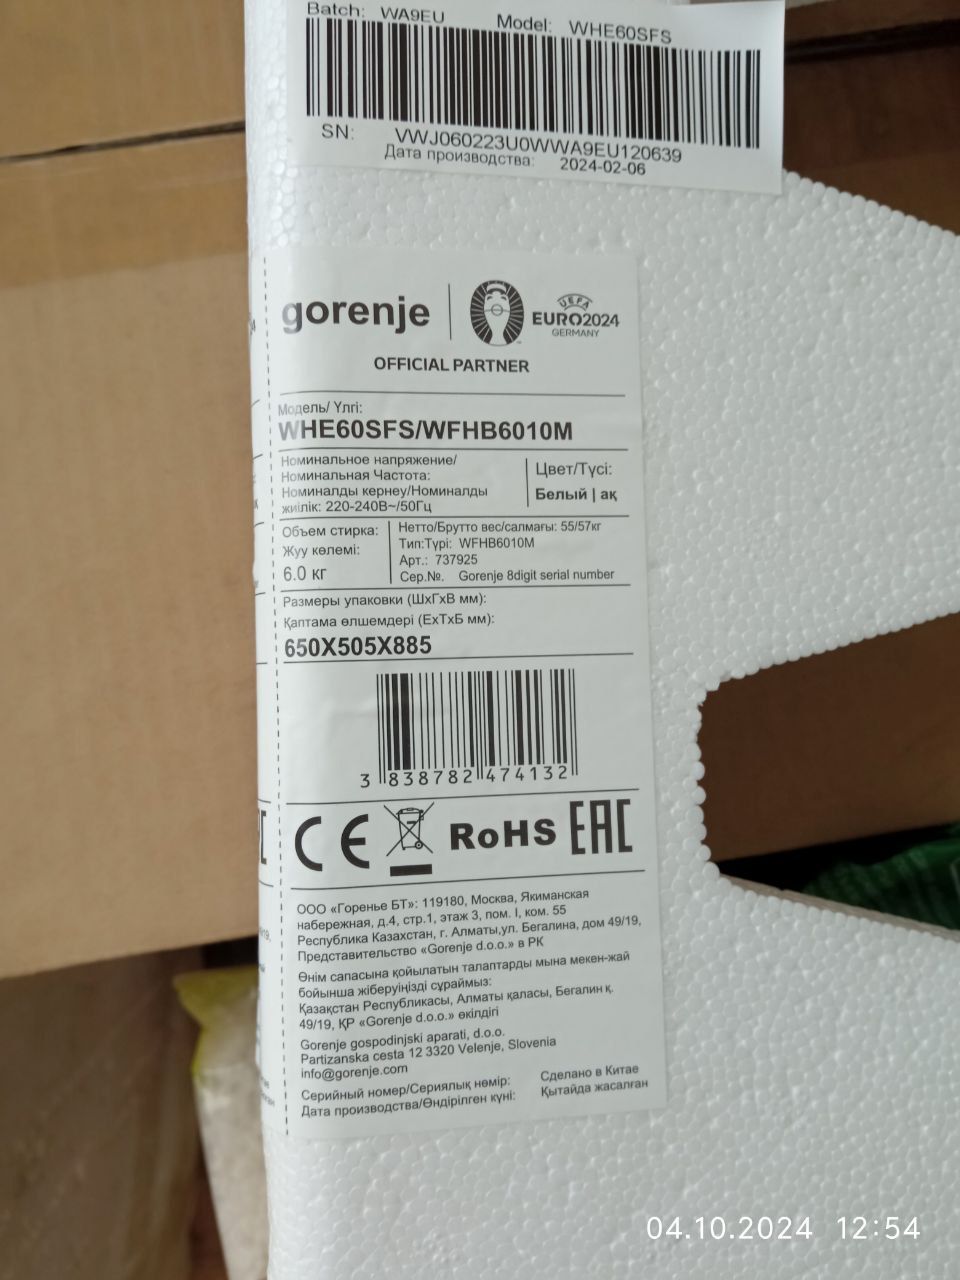 Batch: WA9EU Model: WHE60SFS
SN: VWJ060223U0WWA9EU120639
Дата производства: 2024-02-06
gorenje
UEFA
EURO2024
GERMANY
OFFICIAL PARTNER
Модель/ Үлгі:
WHE60SFS/WFHB6010M
Номинальное напряжение/
Номинальная Частота:
Номиналды кернеу/Номиналды
жиілік: 220-240В~/50Гц
Цвет/Түсі:
Белый | ақ
Объем стирка:
Жуу көлемі:
6.0 кг
Нетто/Брутто вес/салмағы: 55/57кг
Тип:Түрі: WFHB6010M
Арт.: 737925
Сер.№. Gorenje 8digit serial number
Размеры упаковки (ШхГхВ мм):
Қаптама өлшемдері (ЕхТхБ мм):
650X505X885
3 838782 474132
CE RoHS EAC
ООО «Горенье БТ»: 119180, Москва, Якиманская
набережная, д.4, стр.1, этаж 3, пом. I, ком. 55
Республика Казахстан, г. Алматы,ул. Бегалина, дом 49/19,
Представительство «Gorenje d.o.o.» в РК
Өнім сапасына қойылатын талаптарды мына мекен-жай
бойынша жіберуіңізді сұраймыз:
Қазақстан Республикасы, Алматы қаласы, Бегалин қ.
49/19, ҚР «Gorenje d.o.o.» өкілдігі
Gorenje gospodinjski aparati, d.o.o.
Partizanska cesta 12 3320 Velenje, Slovenia
info@gorenje.com
Серийный номер/Сериялық нөмір:
Дата производства/Өндірілген күні:
Сделано в Китае
Қытайда жасалған
04.10.2024 12:54